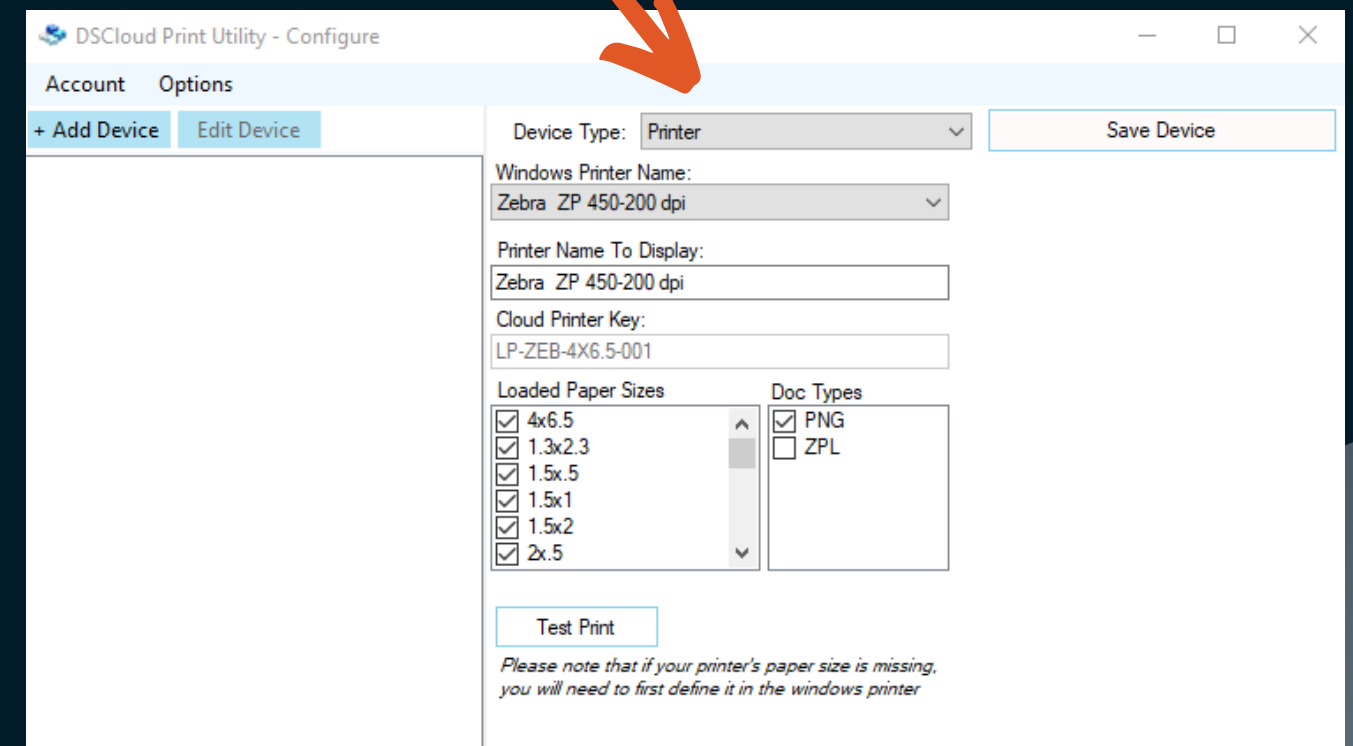 DSCloud Print Utility - Configure
Account Options
+ Add Device Edit Device
Device Type: Printer
Save Device
Windows Printer Name:
Zebra ZP 450-200 dpi
Printer Name To Display:
Zebra ZP 450-200 dpi
Cloud Printer Key:
LP-ZEB-4X6.5-001
Loaded Paper Sizes
4x6.5
1.3x2.3
1.5x.5
1.5x1
1.5x2
2x.5
Doc Types
PNG
ZPL
Test Print
Please note that if your printer's paper size is missing,
you will need to first define it in the windows printer